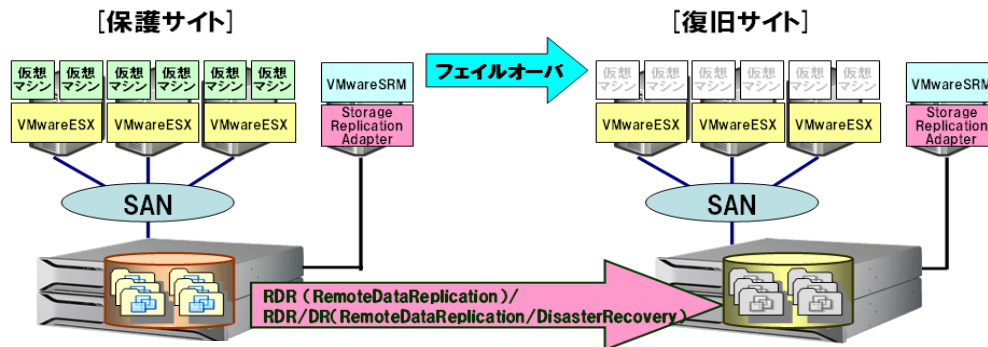 [保護サイト]
[復旧サイト]
仮想
マシン
仮想
マシン
仮想
マシン
仮想
マシン
仮想
マシン
仮想
マシン
VMwareESX
VMwareESX
VMwareESX
VMwareSRM
Storage
Replication
Adapter
フェイルオーバ
仮想
マシン
仮想
マシン
仮想
マシン
仮想
マシン
仮想
マシン
仮想
マシン
VMwareESX
VMwareESX
VMwareESX
VMwareSRM
Storage
Replication
Adapter
SAN
SAN
RDR (RemoteDataReplication)/
RDR/DR(RemoteDataReplication/DisasterRecovery)